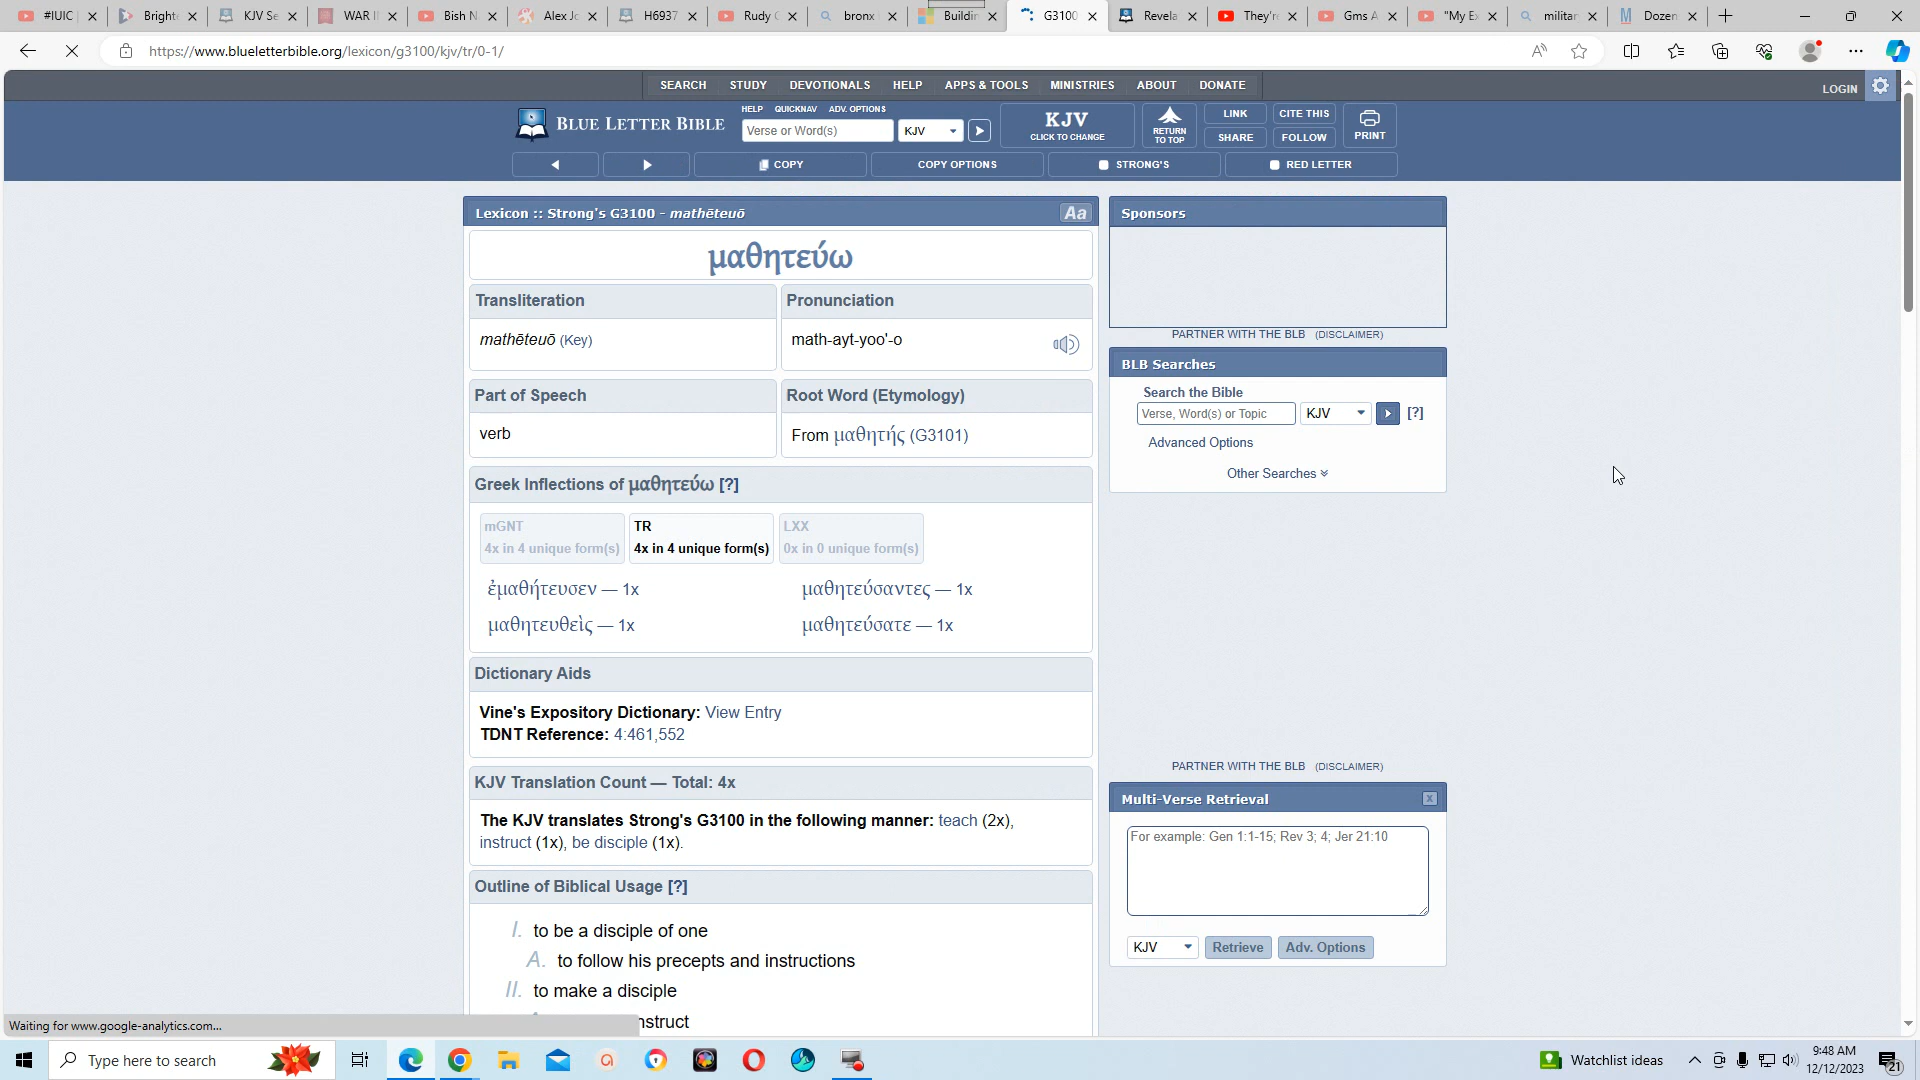 #IUIC
Bright
KJV Se
WAR I
Bish N
Alex Jo
H6937
Rudy G
bronx
Buildin
G3100
Revela
They're
Gms A
"My Ex
militar
Dozen
https://www.blueletterbible.org/lexicon/g3100/kjv/tr/0-1/
SEARCH STUDY DEVOTIONALS HELP APPS & TOOLS MINISTRIES ABOUT DONATE
LOGIN
BLUE LETTER BIBLE
HELP QUICKNAV ADV. OPTIONS
Verse or Word(s)
KJV
KJV
CLICK TO CHANGE
RETURN
TO TOP
LINK
CITE THIS
SHARE
FOLLOW
PRINT
COPY
COPY OPTIONS
STRONG'S
RED LETTER
Lexicon :: Strong's G3100 - mathēteuō
Aa
μαθητεύω
Transliteration
Pronunciation
mathēteuō (Key)
math-ayt-yoo'-o
Part of Speech
Root Word (Etymology)
verb
From μαθητής (G3101)
Greek Inflections of μαθητεύω [?]
mGNT
4x in 4 unique form(s)
TR
4x in 4 unique form(s)
LXX
0x in 0 unique form(s)
ἐμαθήτευσεν — 1x
μαθητεύσαντες — 1x
μαθητευθεὶς — 1x
μαθητεύσατε — 1x
Dictionary Aids
Vine's Expository Dictionary: View Entry
TDNT Reference: 4:461,552
KJV Translation Count — Total: 4x
The KJV translates Strong's G3100 in the following manner: teach (2x),
instruct (1x), be disciple (1x).
Outline of Biblical Usage [?]
I. to be a disciple of one
A. to follow his precepts and instructions
II. to make a disciple
nstruct
Sponsors
PARTNER WITH THE BLB (DISCLAIMER)
BLB Searches
Search the Bible
Verse, Word(s) or Topic
KJV
[?]
Advanced Options
Other Searches
PARTNER WITH THE BLB (DISCLAIMER)
Multi-Verse Retrieval
X
For example: Gen 1:1-15; Rev 3; 4; Jer 21:10
KJV
Retrieve
Adv. Options
Waiting for www.google-analytics.com...
Type here to search
Watchlist ideas
9:48 AM
12/12/2023
21